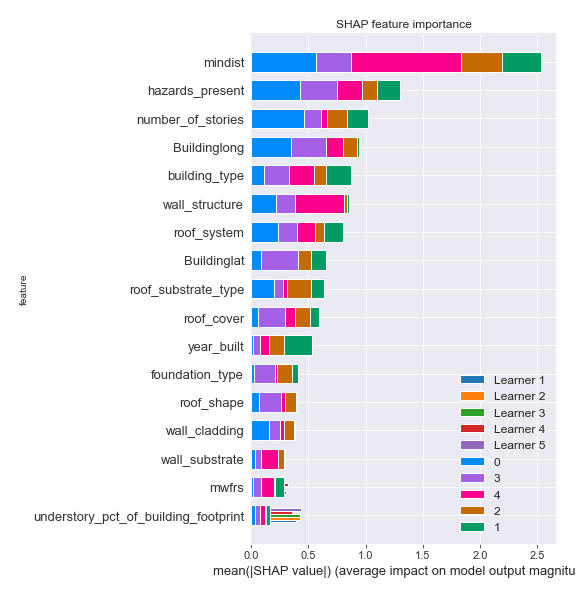 SHAP feature importance
mindist
hazards_present
number_of_stories
Buildinglong
building_type
wall_structure
roof_system
Buildinglat
roof_substrate_type
roof_cover
year_built
foundation_type
roof_shape
wall_cladding
wall_substrate
mwfrs
understory_pct_of_building_footprint
feature
Learner 1
Learner 2
Learner 3
Learner 4
Learner 5
0
3
4
2
1
0.0 0.5 1.0 1.5 2.0 2.5
mean(|SHAP value|) (average impact on model output magnitu